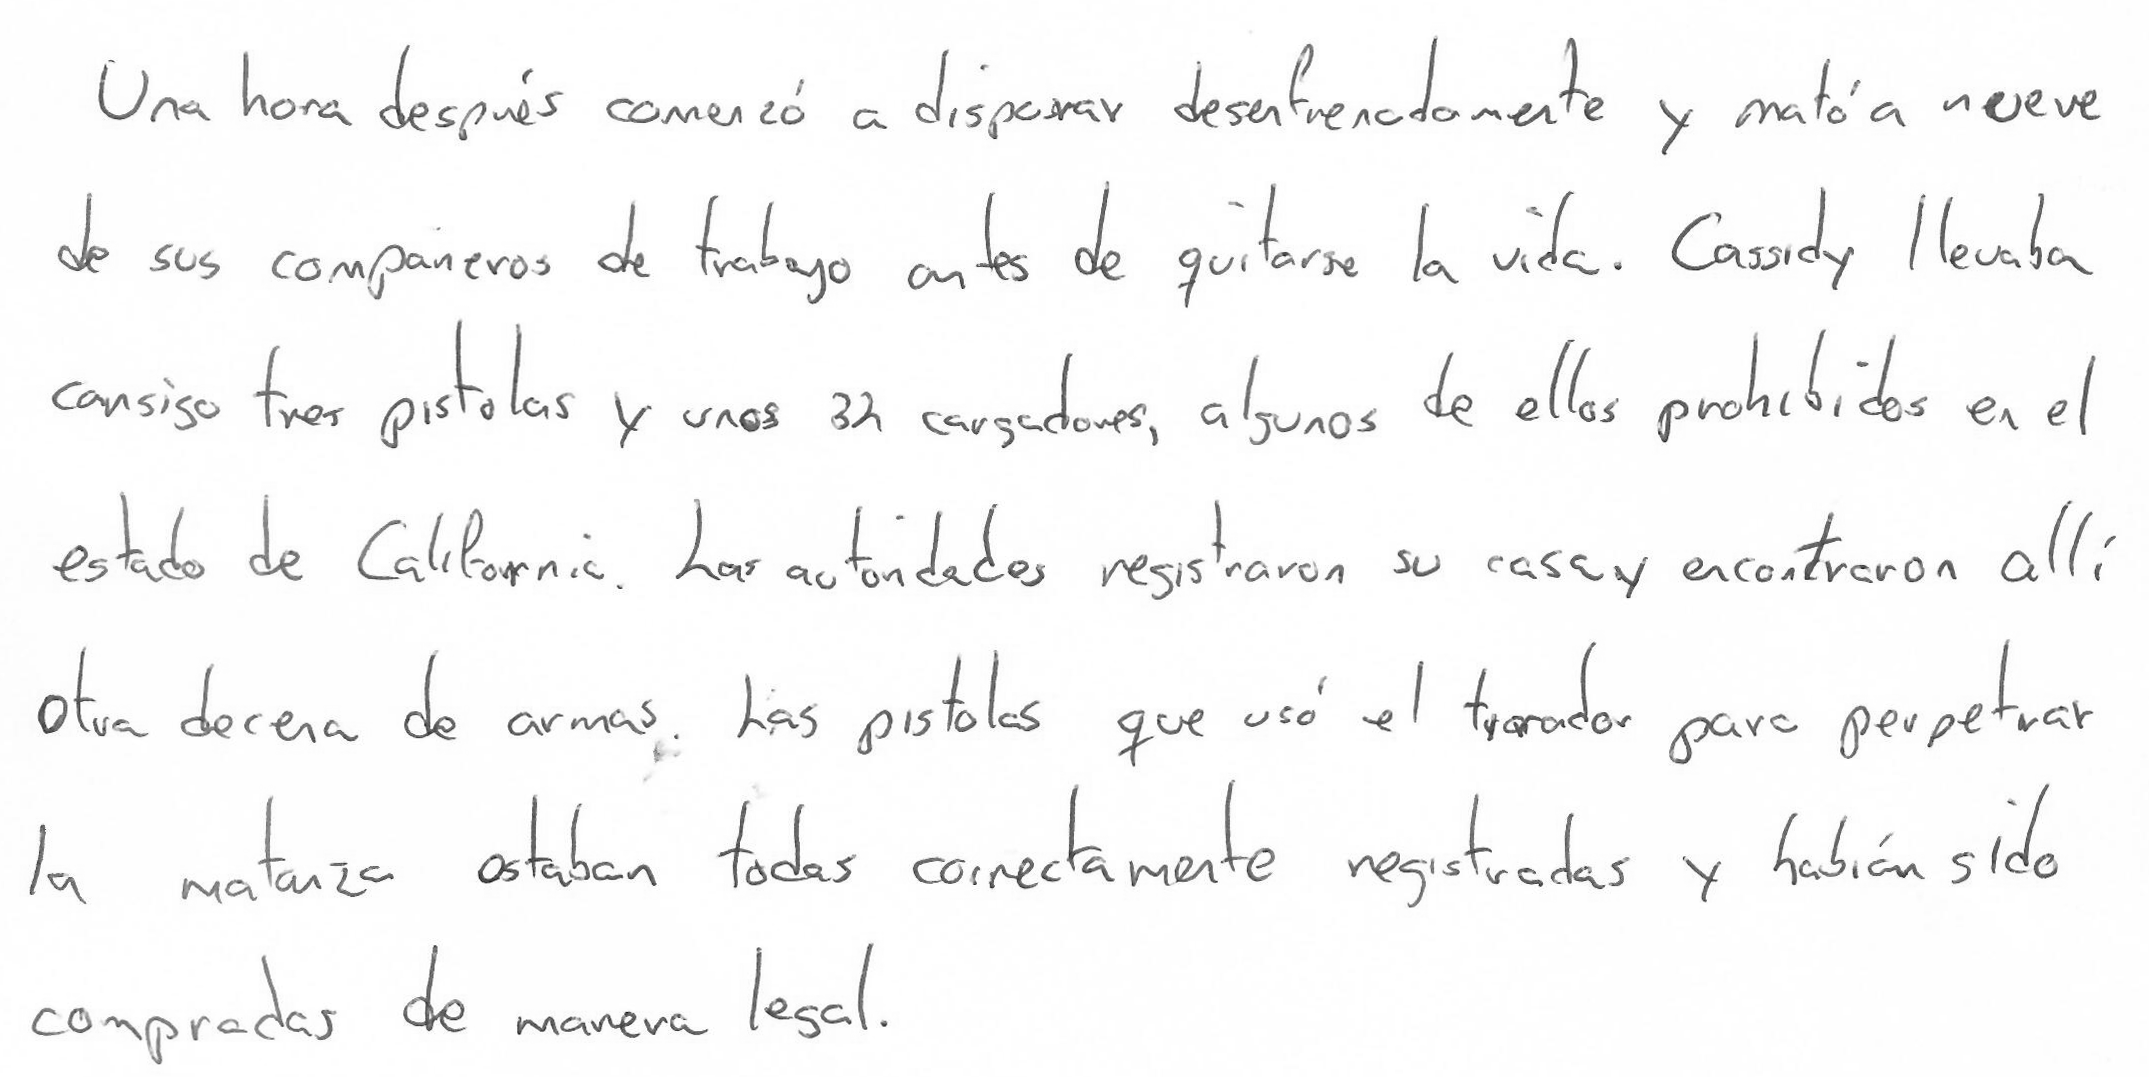 Una hora después comenzó a disparar desenfrenadamente y mató a nueve
de sus compañeros de trabajo antes de quitarse la vida. Cassidy llevaba
consigo tres pistolas y unos 32 cargadores, algunos de ellos prohibidos en el
estado de California. Las autoridades registraron su casa y encontraron allí
otra decena de armas. Las pistolas que usó el tirador para perpetrar
la matanza estaban todas correctamente registradas y habían sido
compradas de manera legal.